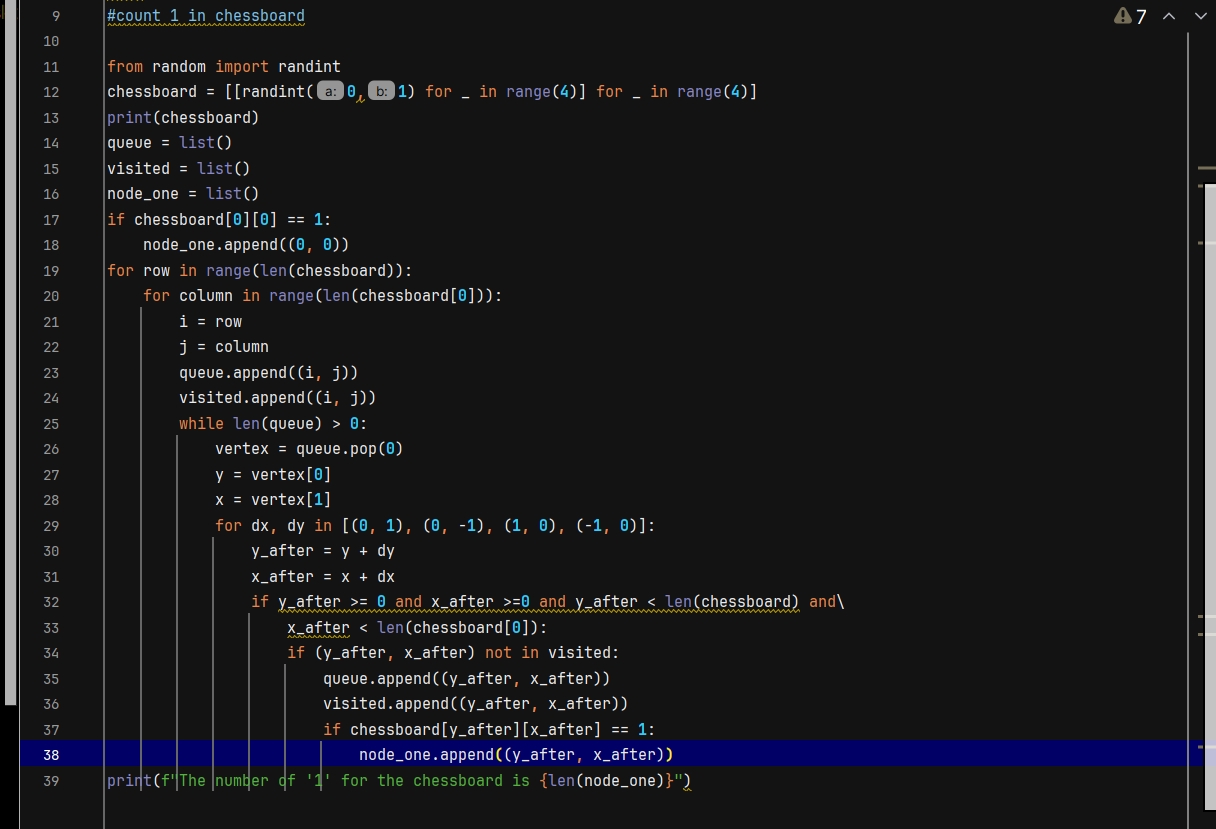 7
9 #count 1 in chessboard
10
11 from random import randint
12 chessboard = [[randint( a: 0, b: 1) for _ in range(4)] for _ in range(4)]
13 print(chessboard)
14 queue = list()
15 visited = list()
16 node_one = list()
17 if chessboard[0][0] == 1:
18     node_one.append((0, 0))
19 for row in range(len(chessboard)):
20     for column in range(len(chessboard[0])):
21         i = row
22         j = column
23         queue.append((i, j))
24         visited.append((i, j))
25         while len(queue) > 0:
26             vertex = queue.pop(0)
27             y = vertex[0]
28             x = vertex[1]
29             for dx, dy in [(0, 1), (0, -1), (1, 0), (-1, 0)]:
30                 y_after = y + dy
31                 x_after = x + dx
32                 if y_after >= 0 and x_after >=0 and y_after < len(chessboard) and\
33                     x_after < len(chessboard[0]):
34                     if (y_after, x_after) not in visited:
35                         queue.append((y_after, x_after))
36                         visited.append((y_after, x_after))
37                         if chessboard[y_after][x_after] == 1:
38                             node_one.append((y_after, x_after))
39 print(f"The number of '1' for the chessboard is {len(node_one)}")